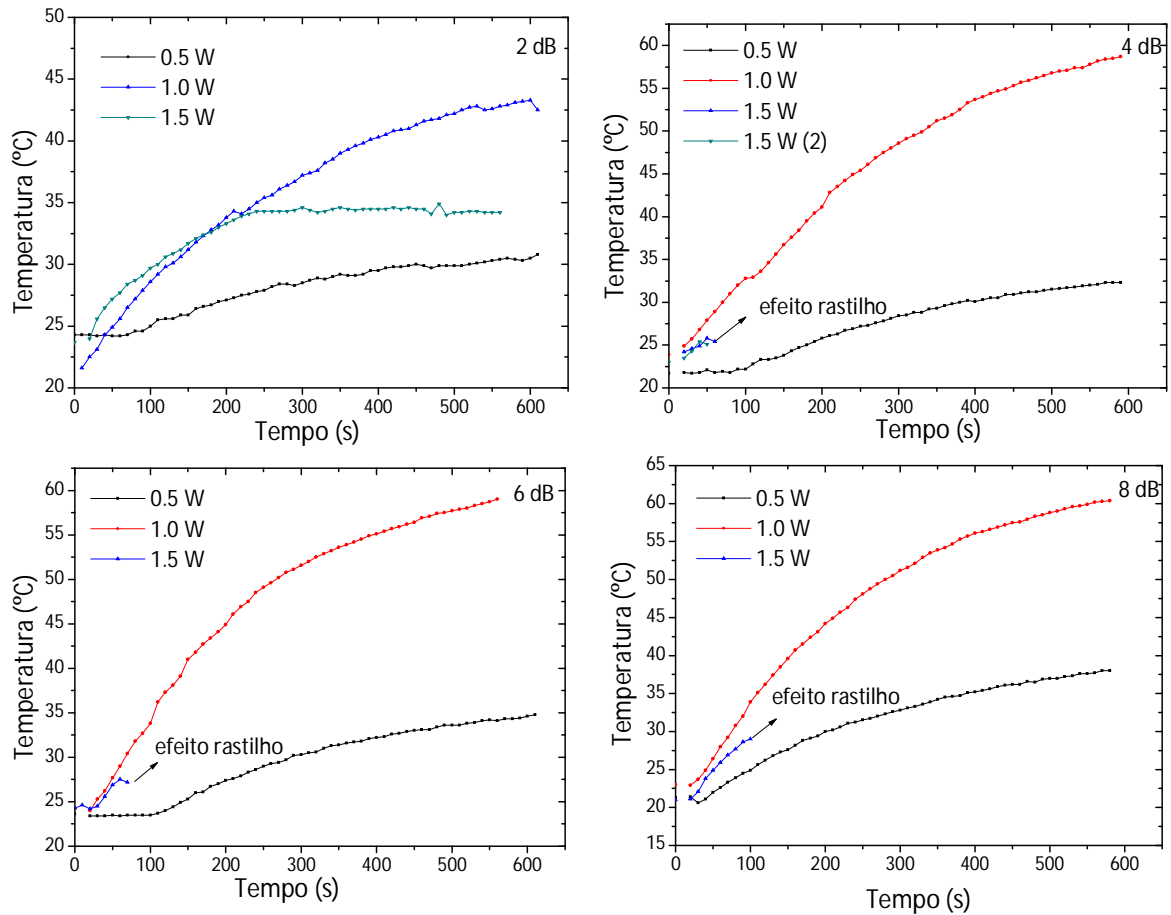 50
45
40
35
30
25
20
0 100 200 300 400 500 600
Temperatura (ºC)
Tempo (s)
0.5 W
1.0 W
1.5 W
2 dB
60
55
50
45
40
35
30
25
20
0 100 200 300 400 500 600
Temperatura (ºC)
Tempo (s)
0.5 W
1.0 W
1.5 W
1.5 W (2)
4 dB
efeito rastilho
60
55
50
45
40
35
30
25
20
0 100 200 300 400 500 600
Temperatura (ºC)
Tempo (s)
0.5 W
1.0 W
1.5 W
6 dB
efeito rastilho
65
60
55
50
45
40
35
30
25
20
15
0 100 200 300 400 500 600
Temperatura (ºC)
Tempo (s)
0.5 W
1.0 W
1.5 W
8 dB
efeito rastilho